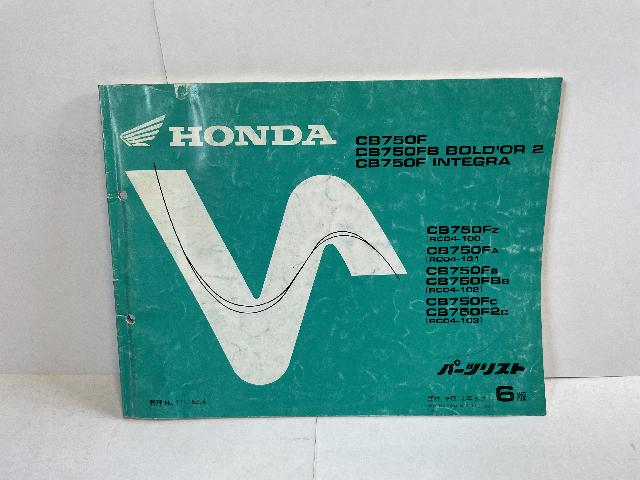 HONDA
CB750F
CB750FB BOLD'OR 2
CB750F INTEGRA
CB750Fz
(RC04-100)
CB750FA
(RC04-101)
CB750FB
CB750FBB
(RC04-102)
CB750FC
CB750F2C
(RC04-103)
パーツリスト
6版